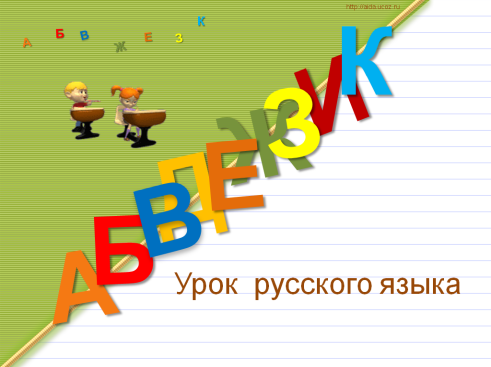 http://aida.ucoz.ru
А Б В Ж Е З К
А Б В Д Е Ж З И К
Урок русского языка